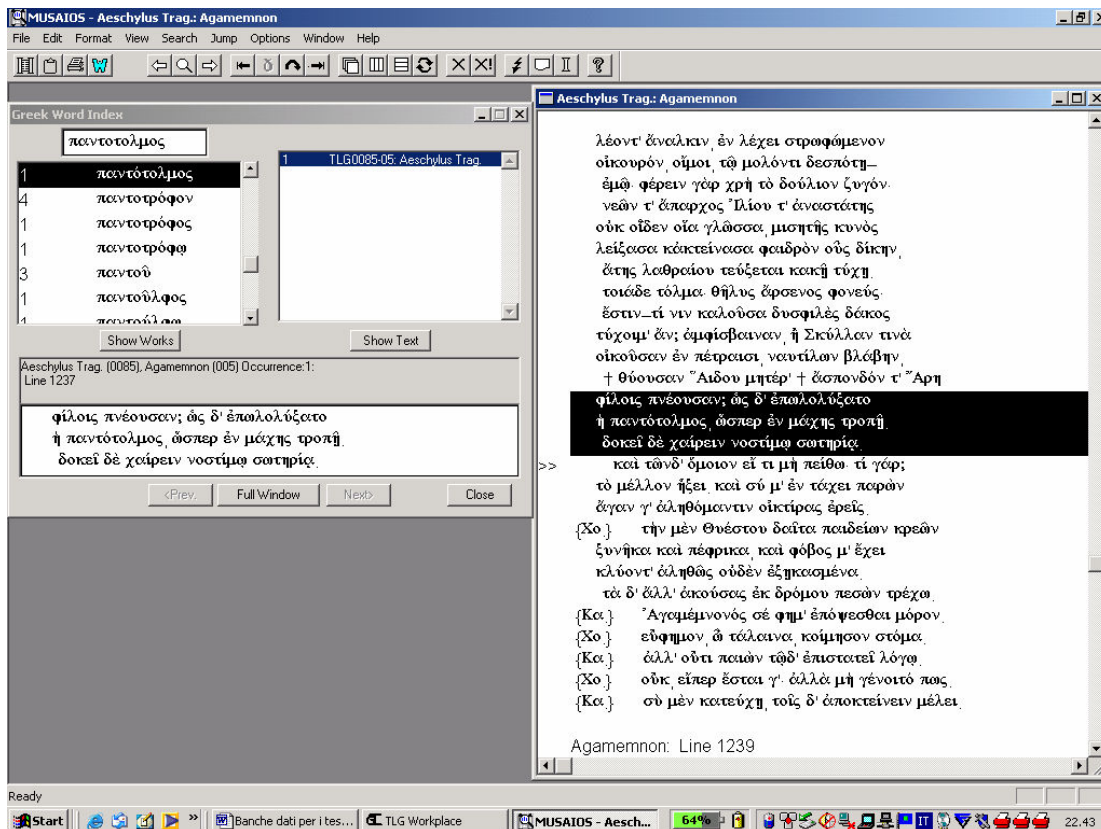 MUSAIOS - Aeschylus Trag.: Agamemnon
File Edit Format View Search Jump Options Window Help
Greek Word Index
παντοτολμος
1 παντότολμος
4 παντοτρόφον
1 παντοτρόφος
1 παντοτρόφῳ
3 παντοῦ
1 παντοῦλφος
1 παντούλφῳ
1 TLG0085-05: Aeschylus Trag.
Show Works
Show Text
Aeschylus Trag. (0085), Agamemnon (005) Occurrence:1:
Line 1237
φίλοις πνέουσαν; ὡς δ' ἐπωλολύξατο
ἡ παντότολμος, ὥσπερ ἐν μάχης τροπῇ.
δοκεῖ δὲ χαίρειν νοστίμῳ σωτηρίᾳ.
<Prev.
Full Window
Next>
Close
Aeschylus Trag.: Agamemnon
λέοντ' ἄναλκιν, ἐν λέχει στρωφώμενον
οἰκουρόν, οἴμοι, τῷ μολόντι δεσπότῃ—
ἐμῷ· φέρειν γὰρ χρὴ τὸ δούλιον ζυγόν·
νεῶν τ' ἄπαρχος Ἰλίου τ' ἀναστάτης
οὐκ οἶδεν οἵα γλῶσσα, μισητῆς κυνὸς
λείξασα κἀκτείνασα φαιδρὸν οὖς δίκην,
ἄτης λαθραίου τεύξεται κακῇ τύχῃ.
τοιάδε τόλμα· θῆλυς ἄρσενος φονεύς·
ἔστιν—τί νιν καλοῦσα δυσφιλὲς δάκος
τύχοιμ' ἄν; ἀμφίσβαιναν, ἢ Σκύλλαν τινὰ
οἰκοῦσαν ἐν πέτραισι, ναυτίλων βλάβην,
† θύουσαν Ἅιδου μητέρ' † ἄσπονδόν τ' Ἄρη
φίλοις πνέουσαν; ὡς δ' ἐπωλολύξατο
ἡ παντότολμος, ὥσπερ ἐν μάχης τροπῇ.
δοκεῖ δὲ χαίρειν νοστίμῳ σωτηρίᾳ.
>> καὶ τῶνδ' ὅμοιον εἴ τι μὴ πείθω· τί γάρ;
τὸ μέλλον ἥξει. καὶ σύ μ' ἐν τάχει παρὼν
ἄγαν γ' ἀληθόμαντιν οἰκτίρας ἐρεῖς.
{Χο.} τὴν μὲν Θυέστου δαῖτα παιδείων κρεῶν
ξυνῆκα καὶ πέφρικα, καὶ φόβος μ' ἔχει
κλύοντ' ἀληθῶς οὐδὲν ἐξῃκασμένα.
τὰ δ' ἄλλ' ἀκούσας ἐκ δρόμου πεσὼν τρέχω.
{Κα.} Ἀγαμέμνονός σέ φημ' ἐπόψεσθαι μόρον.
{Χο.} εὔφημον, ὦ τάλαινα, κοίμησον στόμα.
{Κα.} ἀλλ' οὔτι παιὼν τῷδ' ἐπιστατεῖ λόγῳ.
{Χο.} οὔκ, εἴπερ ἔσται γ'· ἀλλὰ μὴ γένοιτό πως.
{Κα.} σὺ μὲν κατεύχῃ, τοῖς δ' ἀποκτείνειν μέλει.
Agamemnon: Line 1239
Ready
Start » Banche dati per i tes... TLG Workplace MUSAIOS - Aesch... 64% IT 22.43